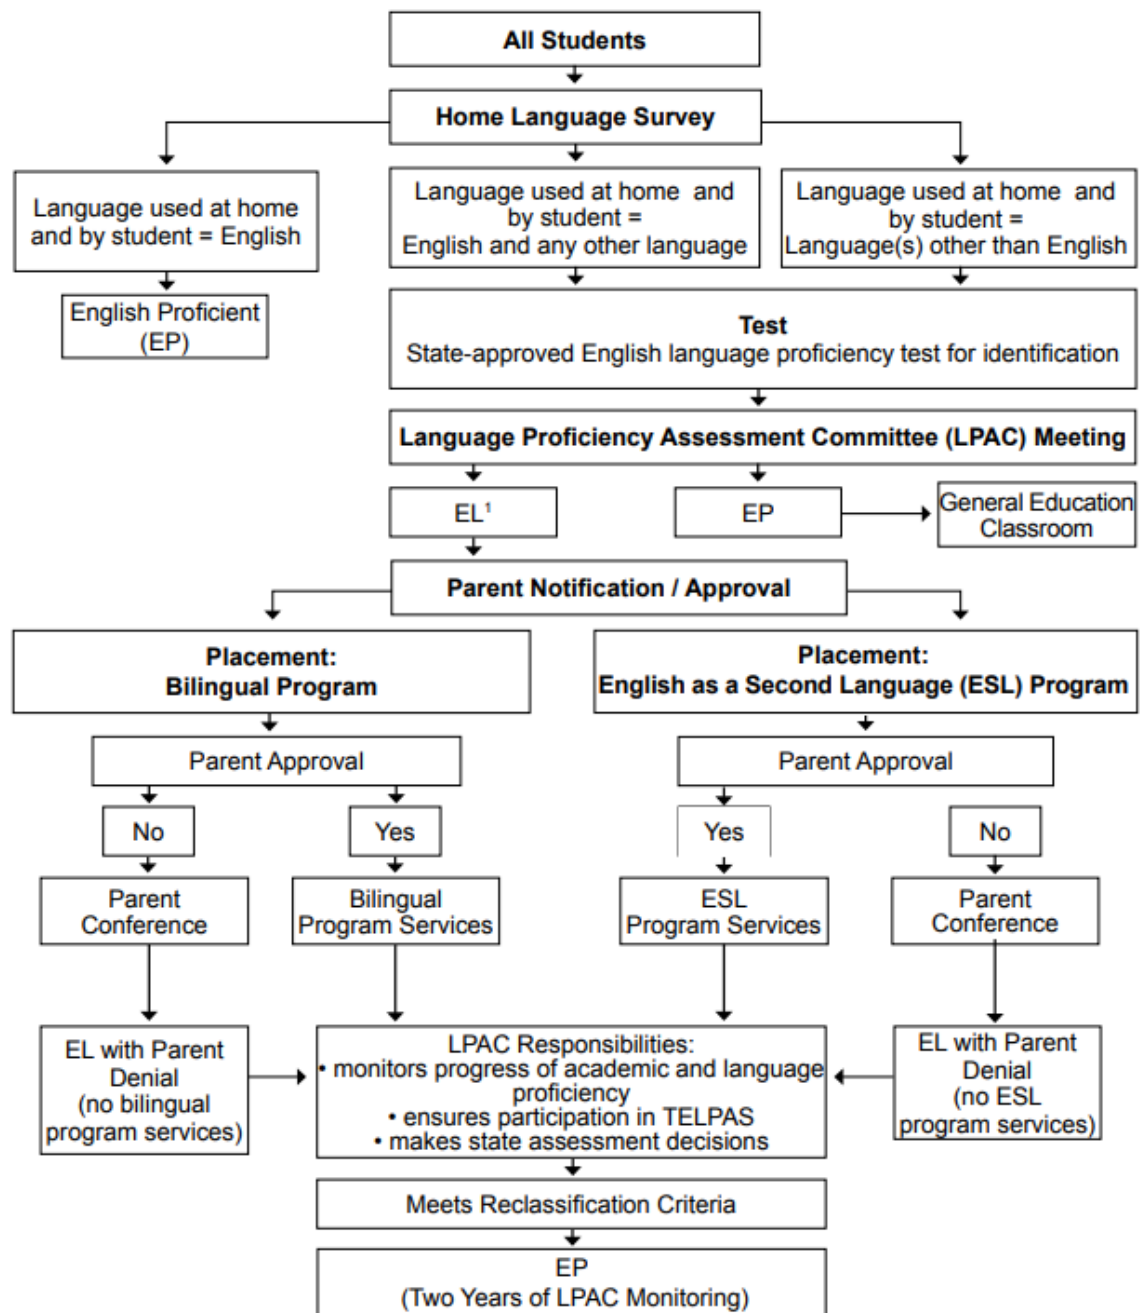 All Students
Home Language Survey
Language used at home
and by student = English
Language used at home and
by student =
English and any other language
Language used at home and
by student =
Language(s) other than English
English Proficient
(EP)
Test
State-approved English language proficiency test for identification
Language Proficiency Assessment Committee (LPAC) Meeting
EL¹
EP
General Education
Classroom
Parent Notification / Approval
Placement:
Bilingual Program
Placement:
English as a Second Language (ESL) Program
Parent Approval
Parent Approval
No
Yes
Yes
No
Parent
Conference
Bilingual
Program Services
ESL
Program Services
Parent
Conference
EL with Parent
Denial
(no bilingual
program services)
LPAC Responsibilities:
• monitors progress of academic and language
proficiency
• ensures participation in TELPAS
• makes state assessment decisions
EL with Parent
Denial
(no ESL
program services)
Meets Reclassification Criteria
EP
(Two Years of LPAC Monitoring)